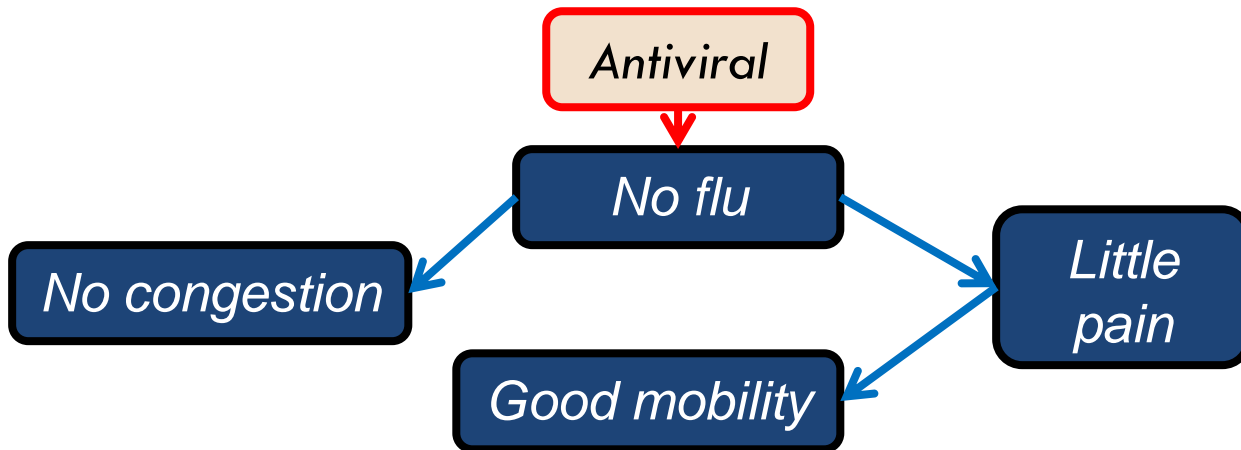 Antiviral
No flu
No congestion
Little
pain
Good mobility